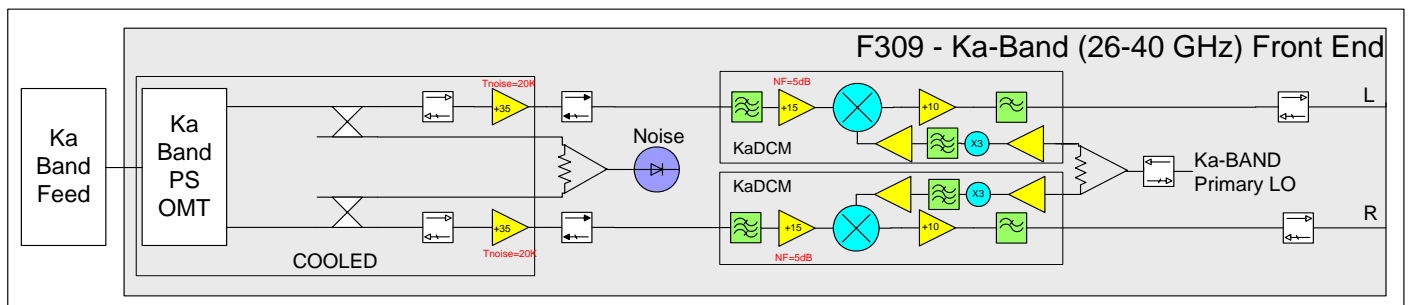 F309 - Ka-Band (26-40 GHz) Front End
Ka
Band
Feed
Ka
Band
PS
OMT
Tnoise=20K
+35
Noise
NF=5dB
+15
+10
KaDCM
X3
L
Ka-BAND
Primary LO
KaDCM
X3
+35
Tnoise=20K
COOLED
+15
NF=5dB
+10
R